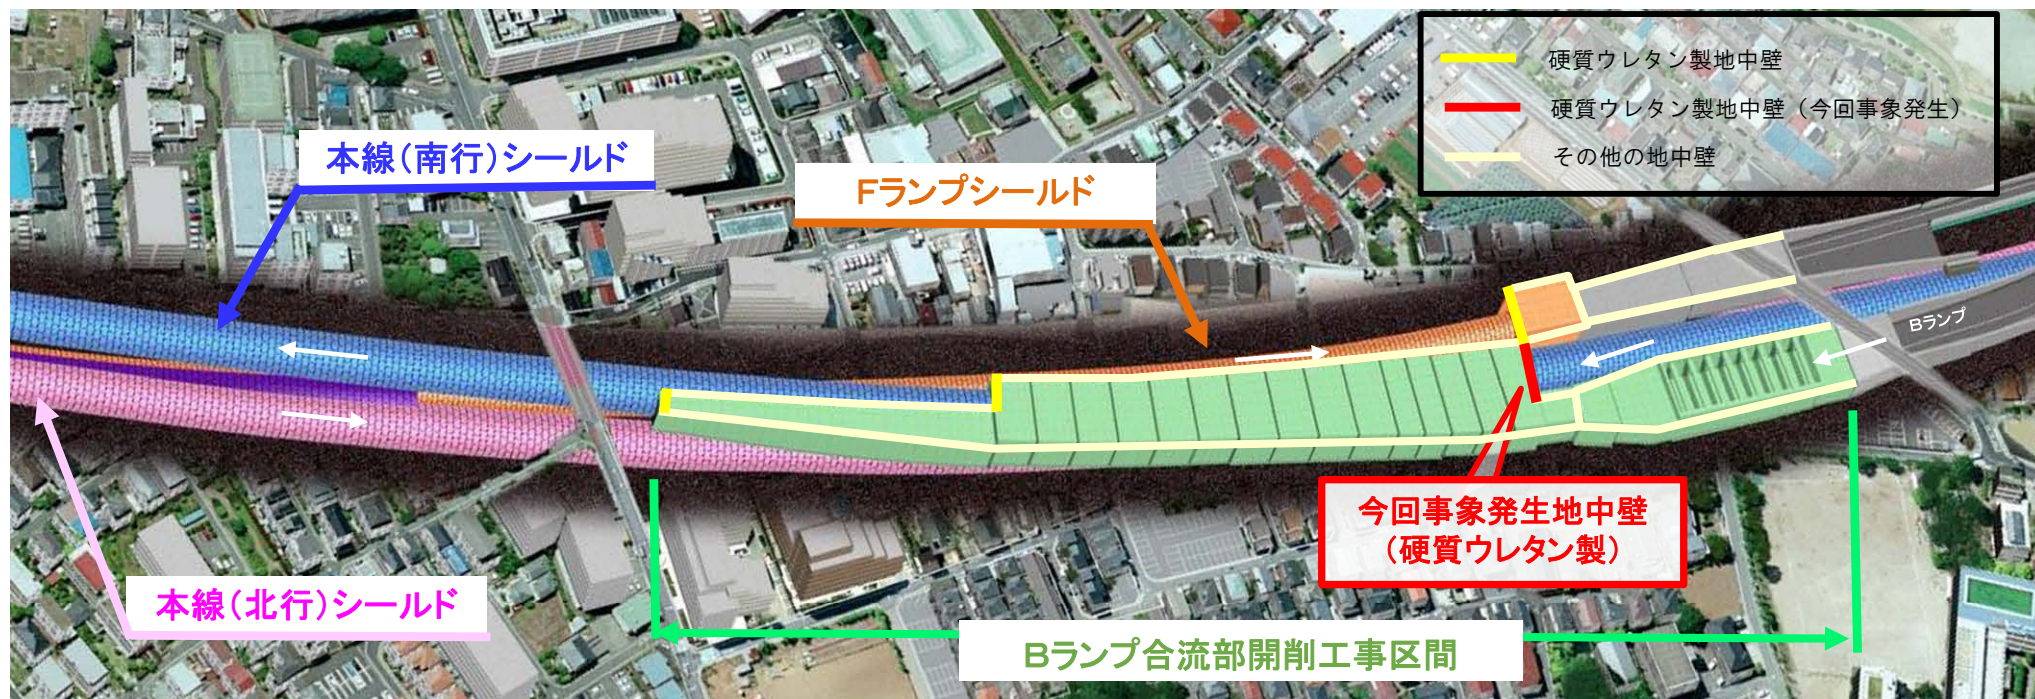 硬質ウレタン製地中壁
硬質ウレタン製地中壁（今回事象発生）
その他の地中壁
本線（南行）シールド
Fランプシールド
Bランプ
今回事象発生地中壁
（硬質ウレタン製）
本線（北行）シールド
Bランプ合流部開削工事区間